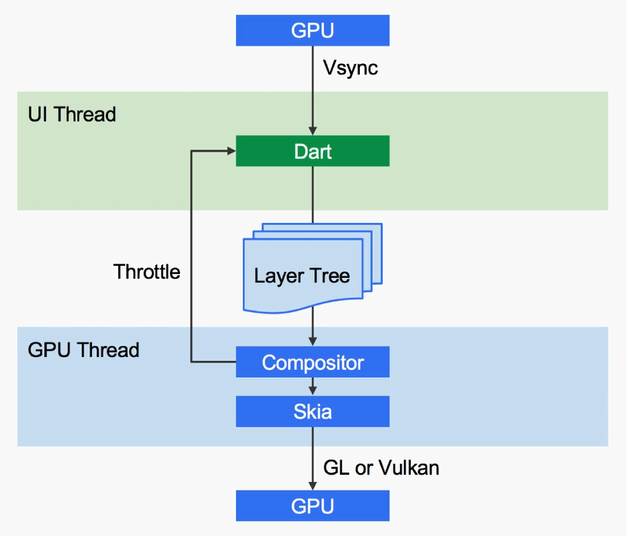 GPU
Vsync
UI Thread
Dart
Throttle
Layer Tree
GPU Thread
Compositor
Skia
GL or Vulkan
GPU